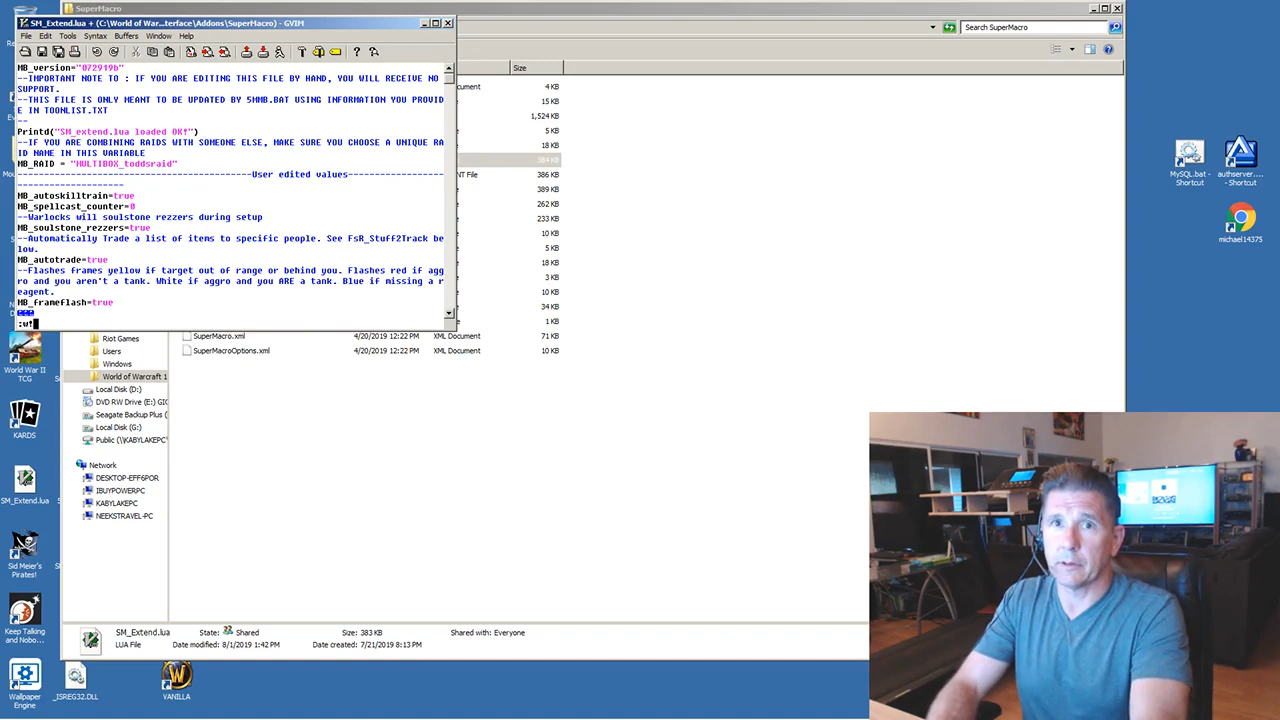 SuperMacro
SM_Extend.lua + (C:\World of War...terface\Addons\SuperMacro) - GVIM
File Edit Tools Syntax Buffers Window Help
Search SuperMacro
MB_version="072919b"
--IMPORTANT NOTE TO : IF YOU ARE EDITING THIS FILE BY HAND, YOU WILL RECEIVE NO
SUPPORT.
--THIS FILE IS ONLY MEANT TO BE UPDATED BY 5MMB.BAT USING INFORMATION YOU PROVID
E IN TOONLIST.TXT
--
Printd("SM_extend.lua loaded OK!")
--IF YOU ARE COMBINING RAIDS WITH SOMEONE ELSE, MAKE SURE YOU CHOOSE A UNIQUE RA
ID NAME IN THIS VARIABLE
MB_RAID = "MULTIBOX_toddsraid"
--------------------------------------------User edited values-----------------
--------------------
MB_autoskilltrain=true
MB_spellcast_counter=0
--Warlocks will soulstone rezzers during setup
MB_soulstone_rezzers=true
--Automatically Trade a list of items to specific people. See FsR_Stuff2Track be
low.
MB_autotrade=true
--Flashes frames yellow if target out of range or behind you. Flashes red if agg
ro and you aren't a tank. White if aggro and you ARE a tank. Blue if missing a r
eagent.
MB_frameflash=true
@@@
:w!
Size
ocument 4 KB
15 KB
1,524 KB
5 KB
18 KB
384 KB
NT File 386 KB
389 KB
262 KB
233 KB
10 KB
5 KB
18 KB
3 KB
34 KB
1 KB
SuperMacro.xml 4/20/2019 12:22 PM XML Document 71 KB
SuperMacroOptions.xml 4/20/2019 12:22 PM XML Document 10 KB
Riot Games
Users
Windows
World of Warcraft 1
Local Disk (D:)
DVD RW Drive (E:) GIG
Seagate Backup Plus (
Local Disk (G:)
Public (\\KABYLAKEPC)
Network
DESKTOP-EFF6POR
IBUYPOWERPC
KABYLAKEPC
NEEKSTRAVEL-PC
SM_Extend.lua State: Shared Size: 383 KB Shared with: Everyone
LUA File Date modified: 8/1/2019 1:42 PM Date created: 7/21/2019 8:13 PM
World War II
TCG
KARDS
SM_Extend.lua
Sid Meier's
Pirates!
Keep Talking
and Nobo...
Wallpaper
Engine
_ISREG32.DLL
VANILLA
MySQL.bat -
Shortcut
authserver...
- Shortcut
michael14375